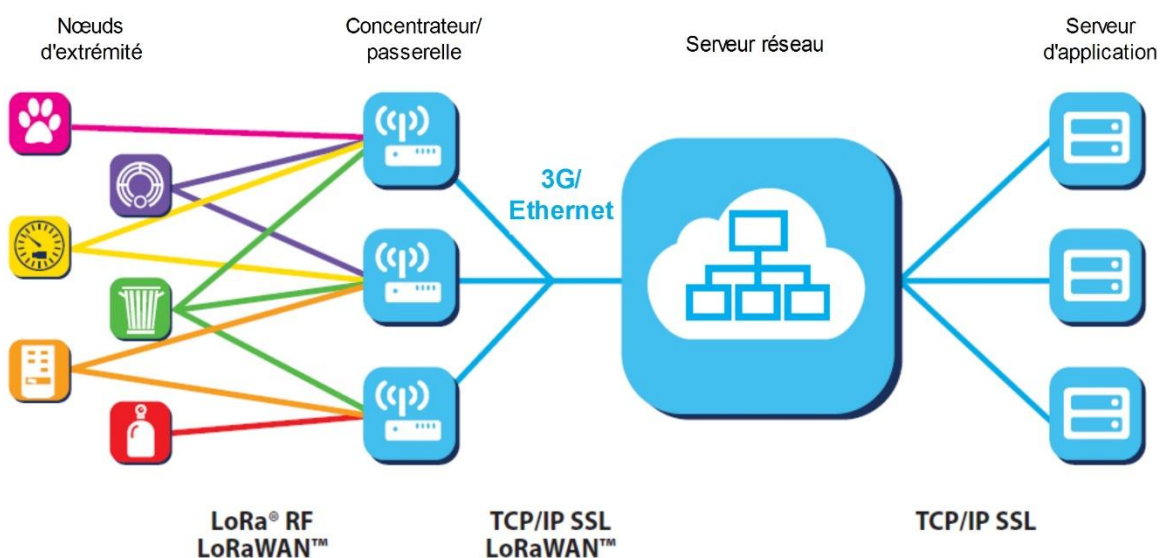 Nœuds
d'extrémité
Concentrateur/
passerelle
Serveur réseau
Serveur
d'application
3G/
Ethernet
LoRa® RF
LoRaWAN™
TCP/IP SSL
LoRaWAN™
TCP/IP SSL